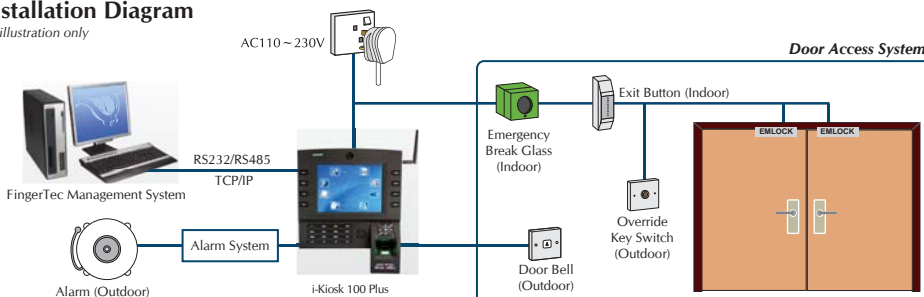 stallation Diagram
illustration only
AC110 ~ 230V
Door Access System
Exit Button (Indoor)
EMLOCK EMLOCK
Emergency
Break Glass
(Indoor)
RS232/RS485
TCP/IP
FingerTec Management System
Override
Key Switch
(Outdoor)
Alarm System
Door Bell
(Outdoor)
Alarm (Outdoor)
i-Kiosk 100 Plus